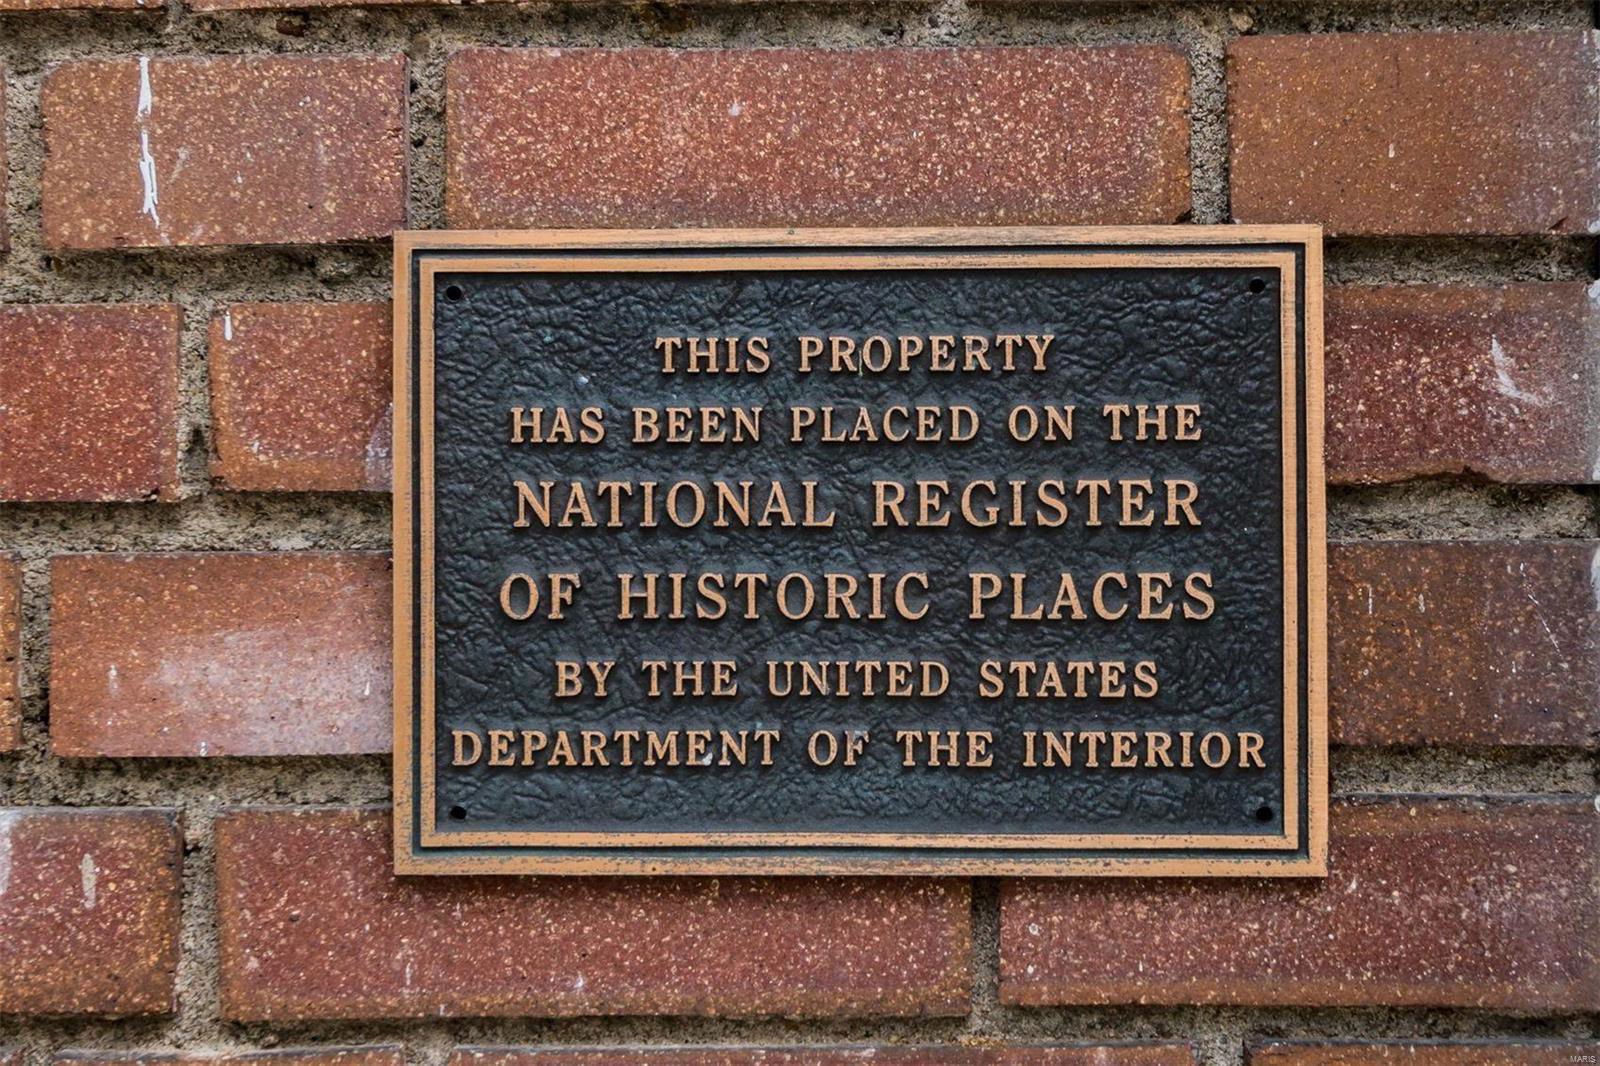 THIS PROPERTY
HAS BEEN PLACED ON THE
NATIONAL REGISTER
OF HISTORIC PLACES
BY THE UNITED STATES
DEPARTMENT OF THE INTERIOR
MARIS